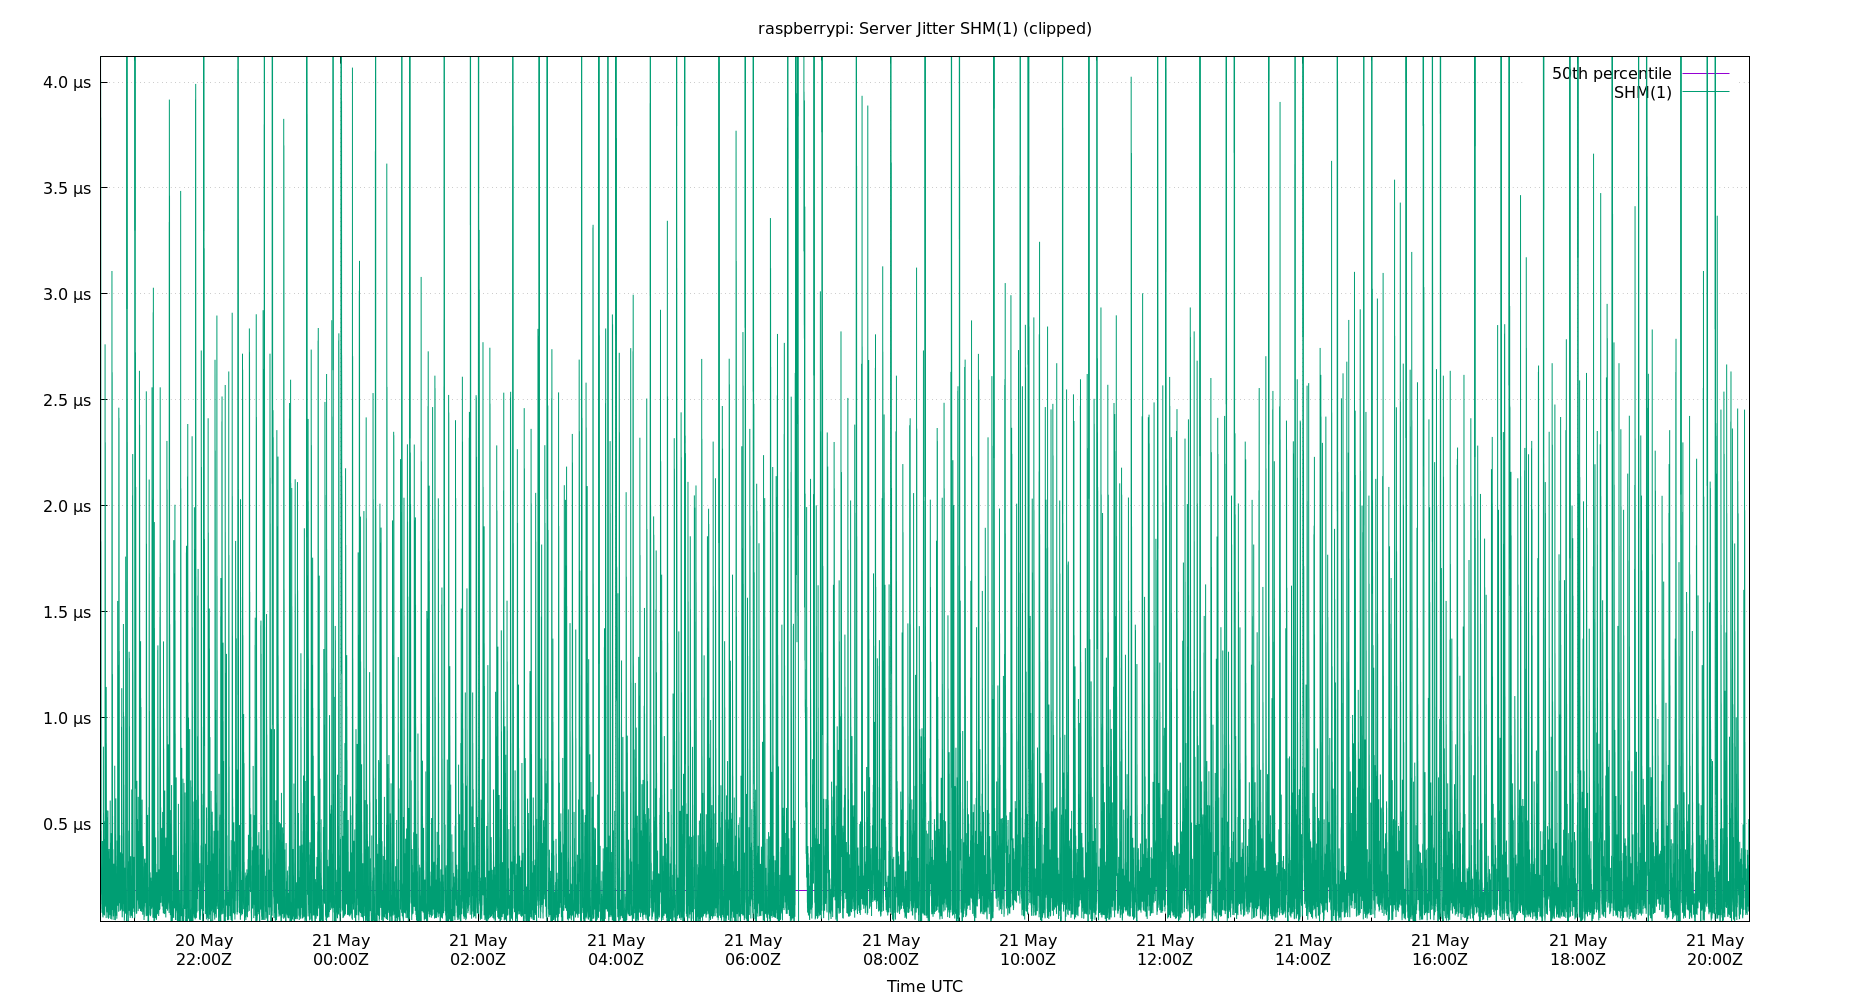 raspberrypi: Server Jitter SHM(1) (clipped)
50th percentile
SHM(1)
4.0 μs
3.5 μs
3.0 μs
2.5 μs
2.0 μs
1.5 μs
1.0 μs
0.5 μs
20 May 21 May 21 May 21 May 21 May 21 May 21 May 21 May 21 May 21 May 21 May 21 May
22:00Z 00:00Z 02:00Z 04:00Z 06:00Z 08:00Z 10:00Z 12:00Z 14:00Z 16:00Z 18:00Z 20:00Z
Time UTC